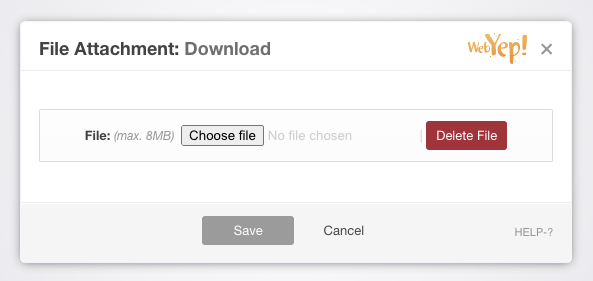 File Attachment: Download
WebYep!
×
File: (max. 8MB) Choose file No file chosen Delete File
Save Cancel HELP-?